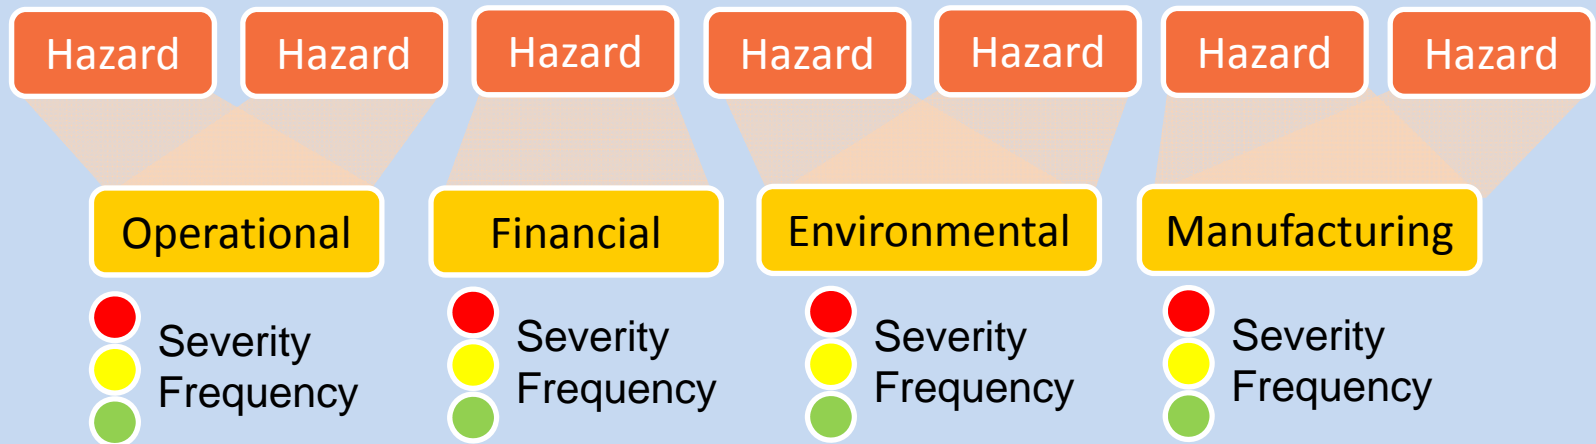 Hazard Hazard Hazard Hazard Hazard Hazard Hazard
Operational Financial Environmental Manufacturing
Severity Severity Severity Severity
Frequency Frequency Frequency Frequency